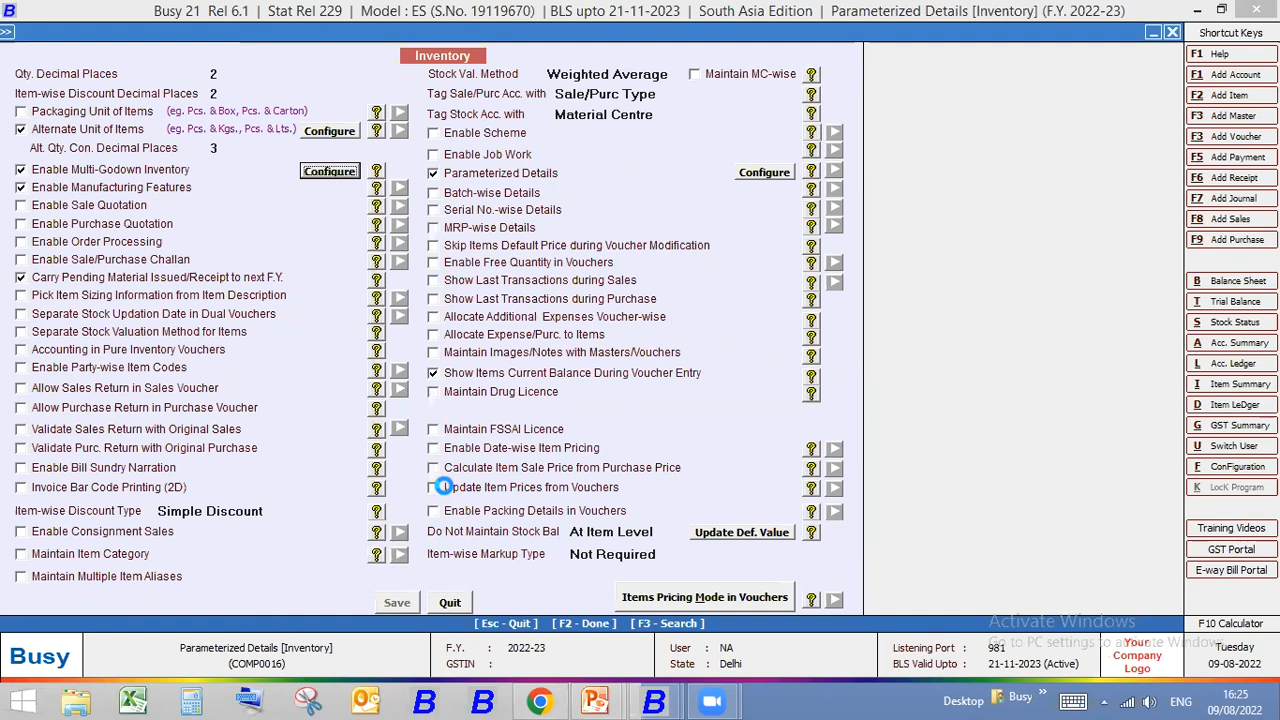 Busy 21 Rel 6.1 | Stat Rel 229 | Model : ES (S.No. 19119670) | BLS upto 21-11-2023 | South Asia Edition | Parameterized Details [Inventory] (F.Y. 2022-23)
>>
Shortcut Keys
Inventory
Qty. Decimal Places 2
Item-wise Discount Decimal Places 2
Packaging Unit of Items (eg. Pcs. & Box, Pcs. & Carton) ?
Alternate Unit of Items (eg. Pcs. & Kgs., Pcs. & Lts.) Configure ?
Alt. Qty. Con. Decimal Places 3
Enable Multi-Godown Inventory Configure ?
Enable Manufacturing Features ?
Enable Sale Quotation ?
Enable Purchase Quotation ?
Enable Order Processing ?
Enable Sale/Purchase Challan ?
Carry Pending Material Issued/Receipt to next F.Y. ?
Pick Item Sizing Information from Item Description ?
Separate Stock Updation Date in Dual Vouchers ?
Separate Stock Valuation Method for Items ?
Accounting in Pure Inventory Vouchers ?
Enable Party-wise Item Codes ?
Allow Sales Return in Sales Voucher ?
Allow Purchase Return in Purchase Voucher ?
Validate Sales Return with Original Sales ?
Validate Purc. Return with Original Purchase ?
Enable Bill Sundry Narration ?
Invoice Bar Code Printing (2D) ?
Item-wise Discount Type Simple Discount ?
Enable Consignment Sales ?
Maintain Item Category ?
Maintain Multiple Item Aliases
Stock Val. Method Weighted Average Maintain MC-wise ?
Tag Sale/Purc Acc. with Sale/Purc Type ?
Tag Stock Acc. with Material Centre ?
Enable Scheme ?
Enable Job Work ?
Parameterized Details Configure ?
Batch-wise Details ?
Serial No.-wise Details ?
MRP-wise Details ?
Skip Items Default Price during Voucher Modification ?
Enable Free Quantity in Vouchers ?
Show Last Transactions during Sales ?
Show Last Transactions during Purchase ?
Allocate Additional Expenses Voucher-wise ?
Allocate Expense/Purc. to Items ?
Maintain Images/Notes with Masters/Vouchers ?
Show Items Current Balance During Voucher Entry ?
Maintain Drug Licence ?
Maintain FSSAI Licence
Enable Date-wise Item Pricing ?
Calculate Item Sale Price from Purchase Price ?
Update Item Prices from Vouchers ?
Enable Packing Details in Vouchers ?
Do Not Maintain Stock Bal At Item Level Update Def. Value ?
Item-wise Markup Type Not Required
Save Quit Items Pricing Mode in Vouchers ?
[ Esc - Quit ] [ F2 - Done ] [ F3 - Search ]
F1 Help
F1 Add Account
F2 Add Item
F3 Add Master
F3 Add Voucher
F5 Add Payment
F6 Add Receipt
F7 Add Journal
F8 Add Sales
F9 Add Purchase
B Balance Sheet
T Trial Balance
S Stock Status
A Acc. Summary
L Acc. Ledger
I Item Summary
D Item LeDger
G GST Summary
U Switch User
F Configuration
K LocK Program
Training Videos
GST Portal
E-way Bill Portal
F10 Calculator
Activate Windows
Go to PC settings to activate Windows.
Busy
Parameterized Details [Inventory]
(COMP0016)
F.Y. : 2022-23
GSTIN :
User : NA
State : Delhi
Listening Port : 981
BLS Valid Upto : 21-11-2023 (Active)
Your
Company
Logo
Tuesday
09-08-2022
Desktop Busy ENG
16:25
09/08/2022